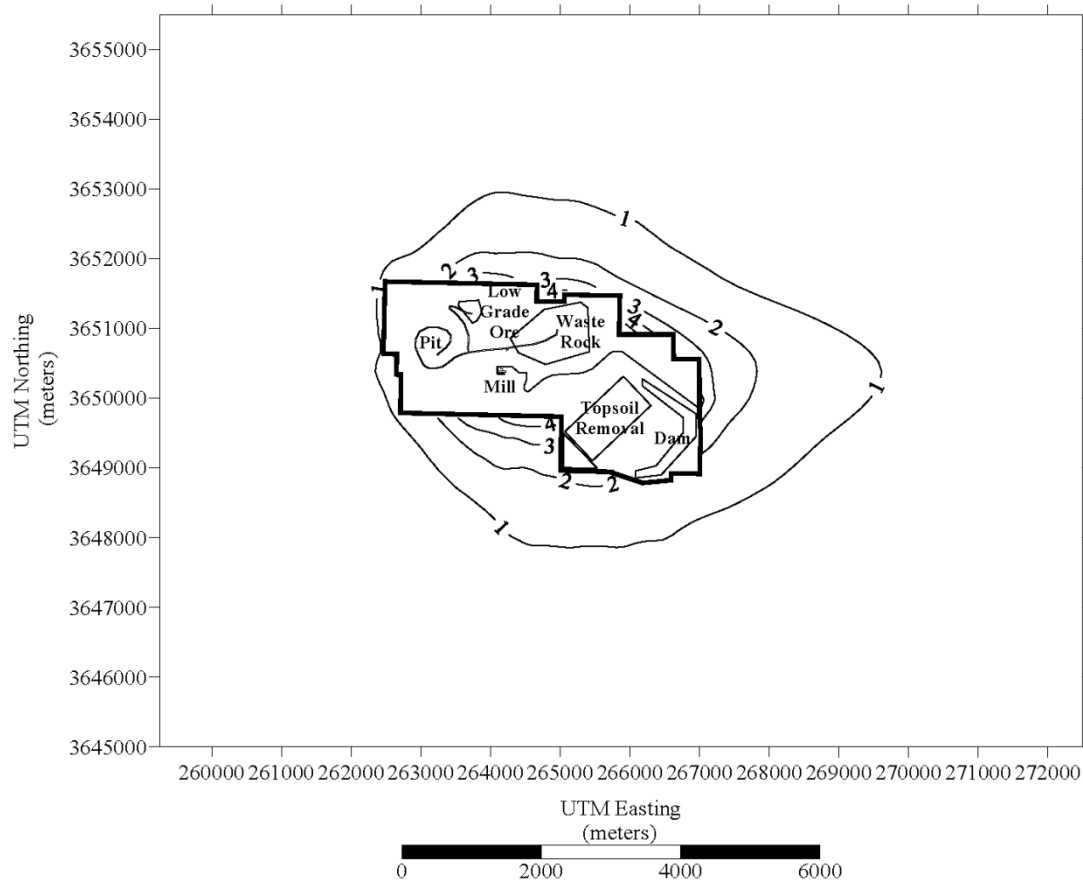 3655000
3654000
3653000
3652000
3651000
3650000
3649000
3648000
3647000
3646000
3645000
UTM Northing
(meters)
1
1
2
3
3
4
Low
Grade
Ore
Waste
Rock
3
4
2
Pit
1
Mill
Topsoil
Removal
Dam
4
3
2
2
1
260000 261000 262000 263000 264000 265000 266000 267000 268000 269000 270000 271000 272000
UTM Easting
(meters)
0 2000 4000 6000